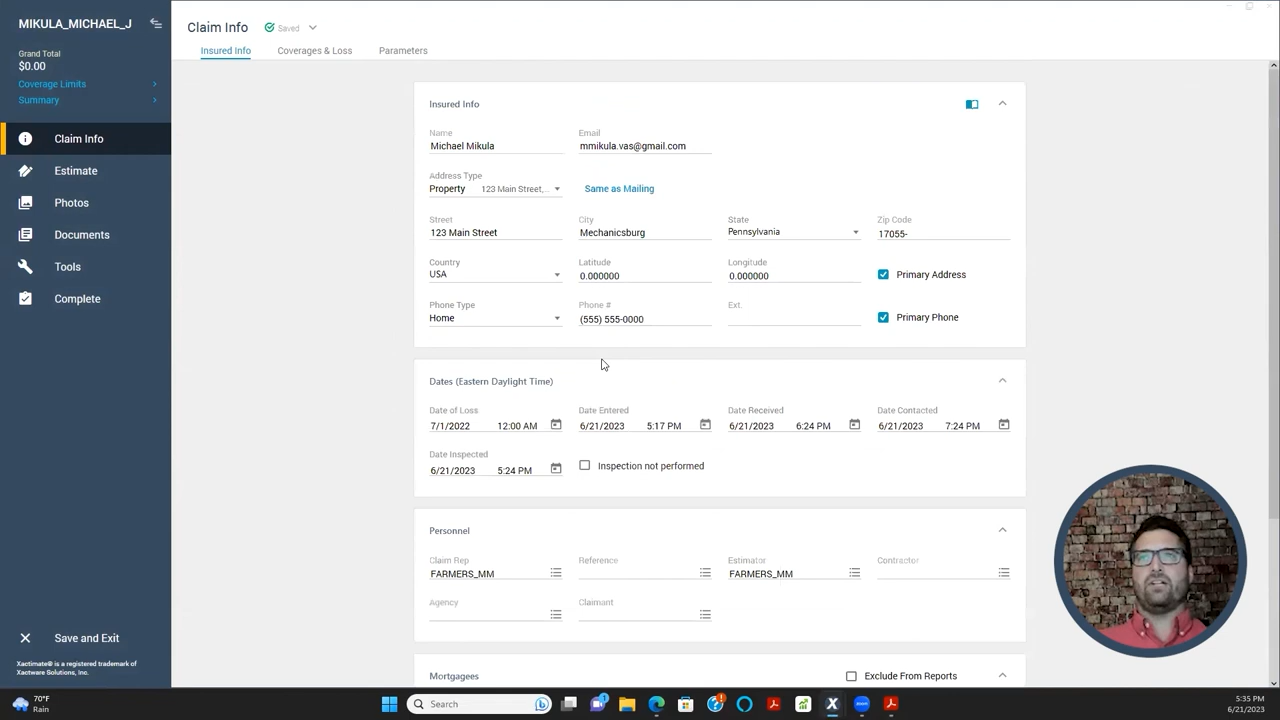 MIKULA_MICHAEL_J
Grand Total
$0.00
Coverage Limits
Summary
Claim Info
Estimate
Photos
Documents
Tools
Complete
Save and Exit
Xactimate® is a registered trademark of
Xactware Solutions, Inc.
Claim Info Saved
Insured Info Coverages & Loss Parameters
Insured Info
Name Email
Michael Mikula mmikula.vas@gmail.com
Address Type
Property 123 Main Street,... Same as Mailing
Street City State Zip Code
123 Main Street Mechanicsburg Pennsylvania 17055-
Country Latitude Longitude
USA 0.000000 0.000000 Primary Address
Phone Type Phone # Ext.
Home (555) 555-0000 Primary Phone
Dates (Eastern Daylight Time)
Date of Loss Date Entered Date Received Date Contacted
7/1/2022 12:00 AM 6/21/2023 5:17 PM 6/21/2023 6:24 PM 6/21/2023 7:24 PM
Date Inspected
6/21/2023 5:24 PM Inspection not performed
Personnel
Claim Rep Reference Estimator Contractor
FARMERS_MM FARMERS_MM
Agency Claimant
Mortgagees Exclude From Reports
70°F
Rain
Search
zoom
5:35 PM
6/21/2023